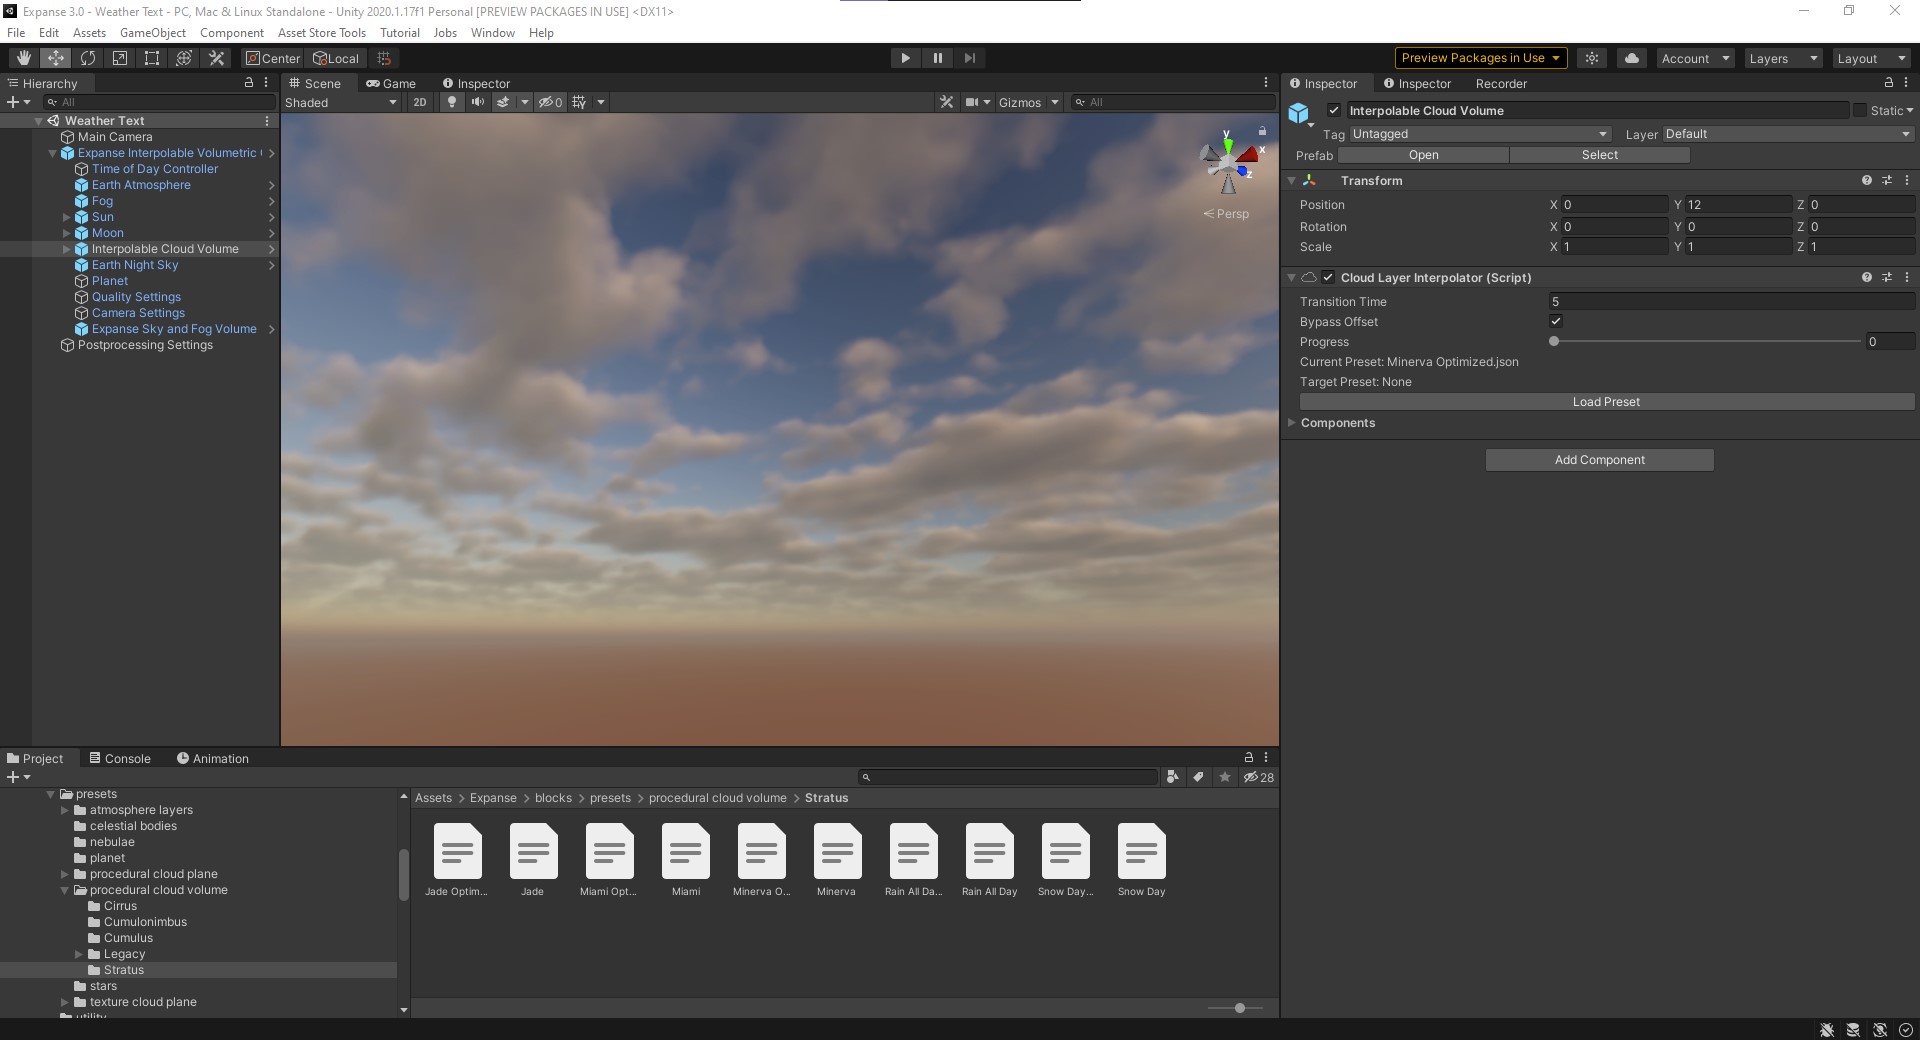 Expanse 3.0 - Weather Text - PC, Mac & Linux Standalone - Unity 2020.1.17f1 Personal [PREVIEW PACKAGES IN USE] <DX11>
File Edit Assets GameObject Component Asset Store Tools Tutorial Jobs Window Help
Center Local Preview Packages in Use Account Layers Layout
Hierarchy
All
Weather Text
Main Camera
Expanse Interpolable Volumetric
Time of Day Controller
Earth Atmosphere
Fog
Sun
Moon
Interpolable Cloud Volume
Earth Night Sky
Planet
Quality Settings
Camera Settings
Expanse Sky and Fog Volume
Postprocessing Settings
Scene Game Inspector
Shaded 2D 0 Gizmos All
y
x
z
Persp
Inspector Inspector Recorder
Interpolable Cloud Volume Static
Tag Untagged Layer Default
Prefab Open Select
Transform
Position X 0 Y 12 Z 0
Rotation X 0 Y 0 Z 0
Scale X 1 Y 1 Z 1
Cloud Layer Interpolator (Script)
Transition Time 5
Bypass Offset
Progress 0
Current Preset: Minerva Optimized.json
Target Preset: None
Load Preset
Components
Add Component
Project Console Animation
28
presets
atmosphere layers
celestial bodies
nebulae
planet
procedural cloud plane
procedural cloud volume
Cirrus
Cumulonimbus
Cumulus
Legacy
Stratus
stars
texture cloud plane
utility
Assets > Expanse > blocks > presets > procedural cloud volume > Stratus
Jade Optim... Jade Miami Opt... Miami Minerva O... Minerva Rain All Da... Rain All Day Snow Day... Snow Day